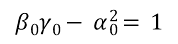 β₀γ₀ − α₀² = 1